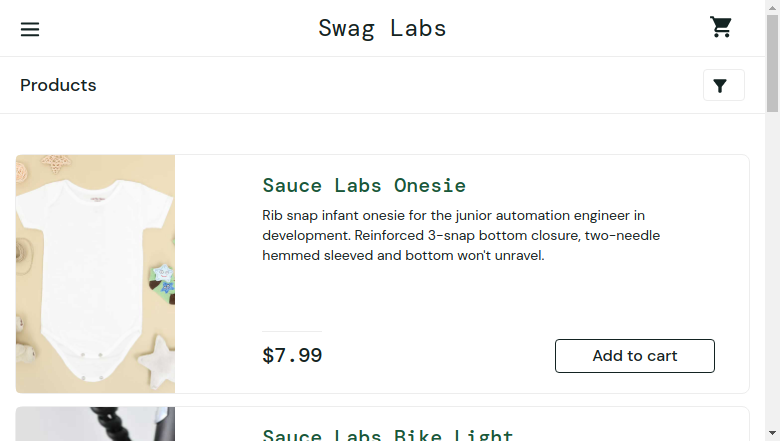 Swag Labs
Products
Sauce Labs Onesie
Rib snap infant onesie for the junior automation engineer in
development. Reinforced 3-snap bottom closure, two-needle
hemmed sleeved and bottom won't unravel.
$7.99
Add to cart
Sauce Labs Bike Light